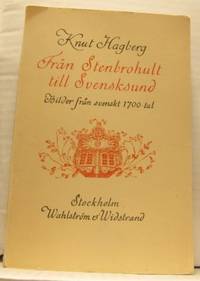 Knut Hagberg
Från Stenbrohult
till Svensksund
Bilder från svenskt 1700-tal
Stockholm
Wahlström & Widstrand